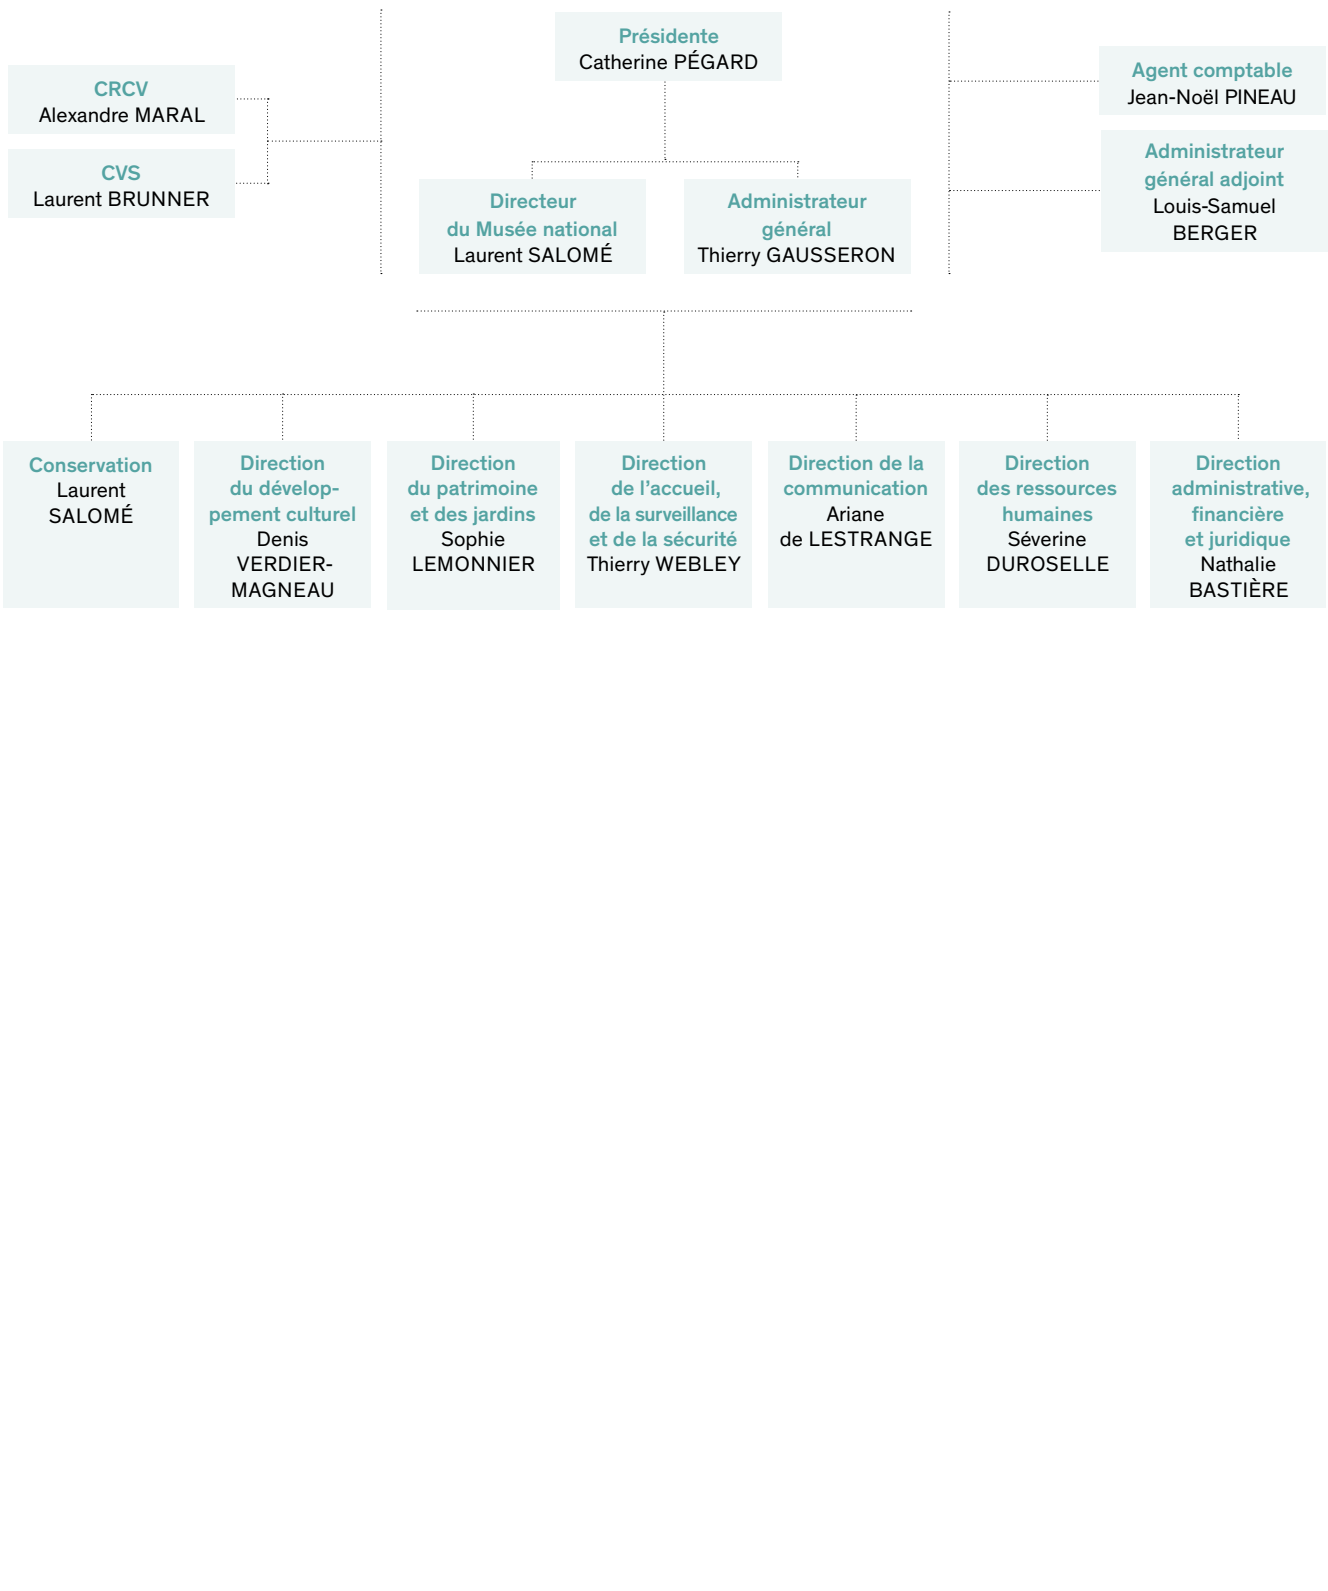 Présidente
Catherine PÉGARD
CRCV
Alexandre MARAL
CVS
Laurent BRUNNER
Agent comptable
Jean-Noël PINEAU
Administrateur
général adjoint
Louis-Samuel
BERGER
Directeur
du Musée national
Laurent SALOMÉ
Administrateur
général
Thierry GAUSSERON
Conservation
Laurent
SALOMÉ
Direction
du dévelop-
pement culturel
Denis
VERDIER-
MAGNEAU
Direction
du patrimoine
et des jardins
Sophie
LEMONNIER
Direction
de l’accueil,
de la surveillance
et de la sécurité
Thierry WEBLEY
Direction de la
communication
Ariane
de LESTRANGE
Direction
des ressources
humaines
Séverine
DUROSELLE
Direction
administrative,
financière
et juridique
Nathalie
BASTIÈRE